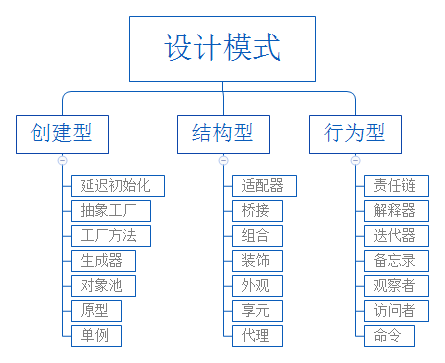 设计模式
创建型
结构型
行为型
延迟初始化
抽象工厂
工厂方法
生成器
对象池
原型
单例
适配器
桥接
组合
装饰
外观
享元
代理
责任链
解释器
迭代器
备忘录
观察者
访问者
命令